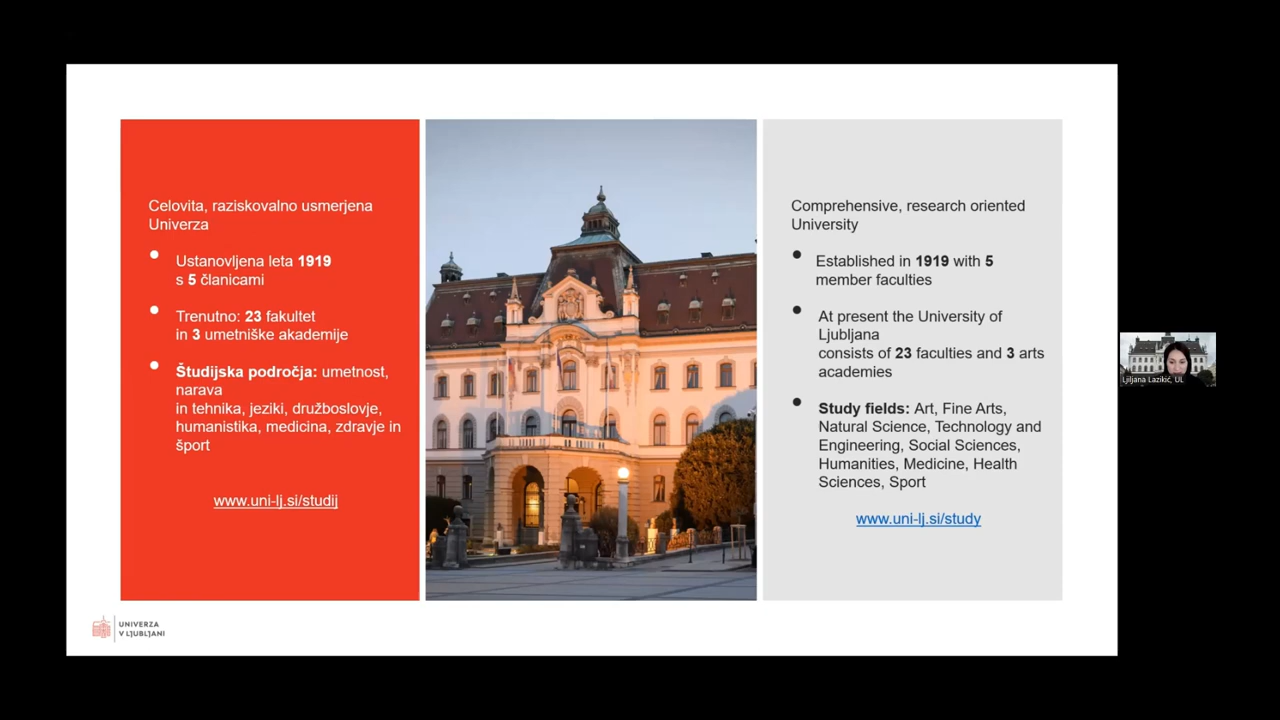 Celovita, raziskovalno usmerjena
Univerza
Ustanovljena leta 1919
s 5 članicami
Trenutno: 23 fakultet
in 3 umetniške akademije
Študijska področja: umetnost,
narava
in tehnika, jeziki, družboslovje,
humanistika, medicina, zdravje in
šport
www.uni-lj.si/studij
Comprehensive, research oriented
University
Established in 1919 with 5
member faculties
At present the University of
Ljubljana
consists of 23 faculties and 3 arts
academies
Study fields: Art, Fine Arts,
Natural Science, Technology and
Engineering, Social Sciences,
Humanities, Medicine, Health
Sciences, Sport
www.uni-lj.si/study
Ljiljana Lazikić, UL
UNIVERZA
V LJUBLJANI